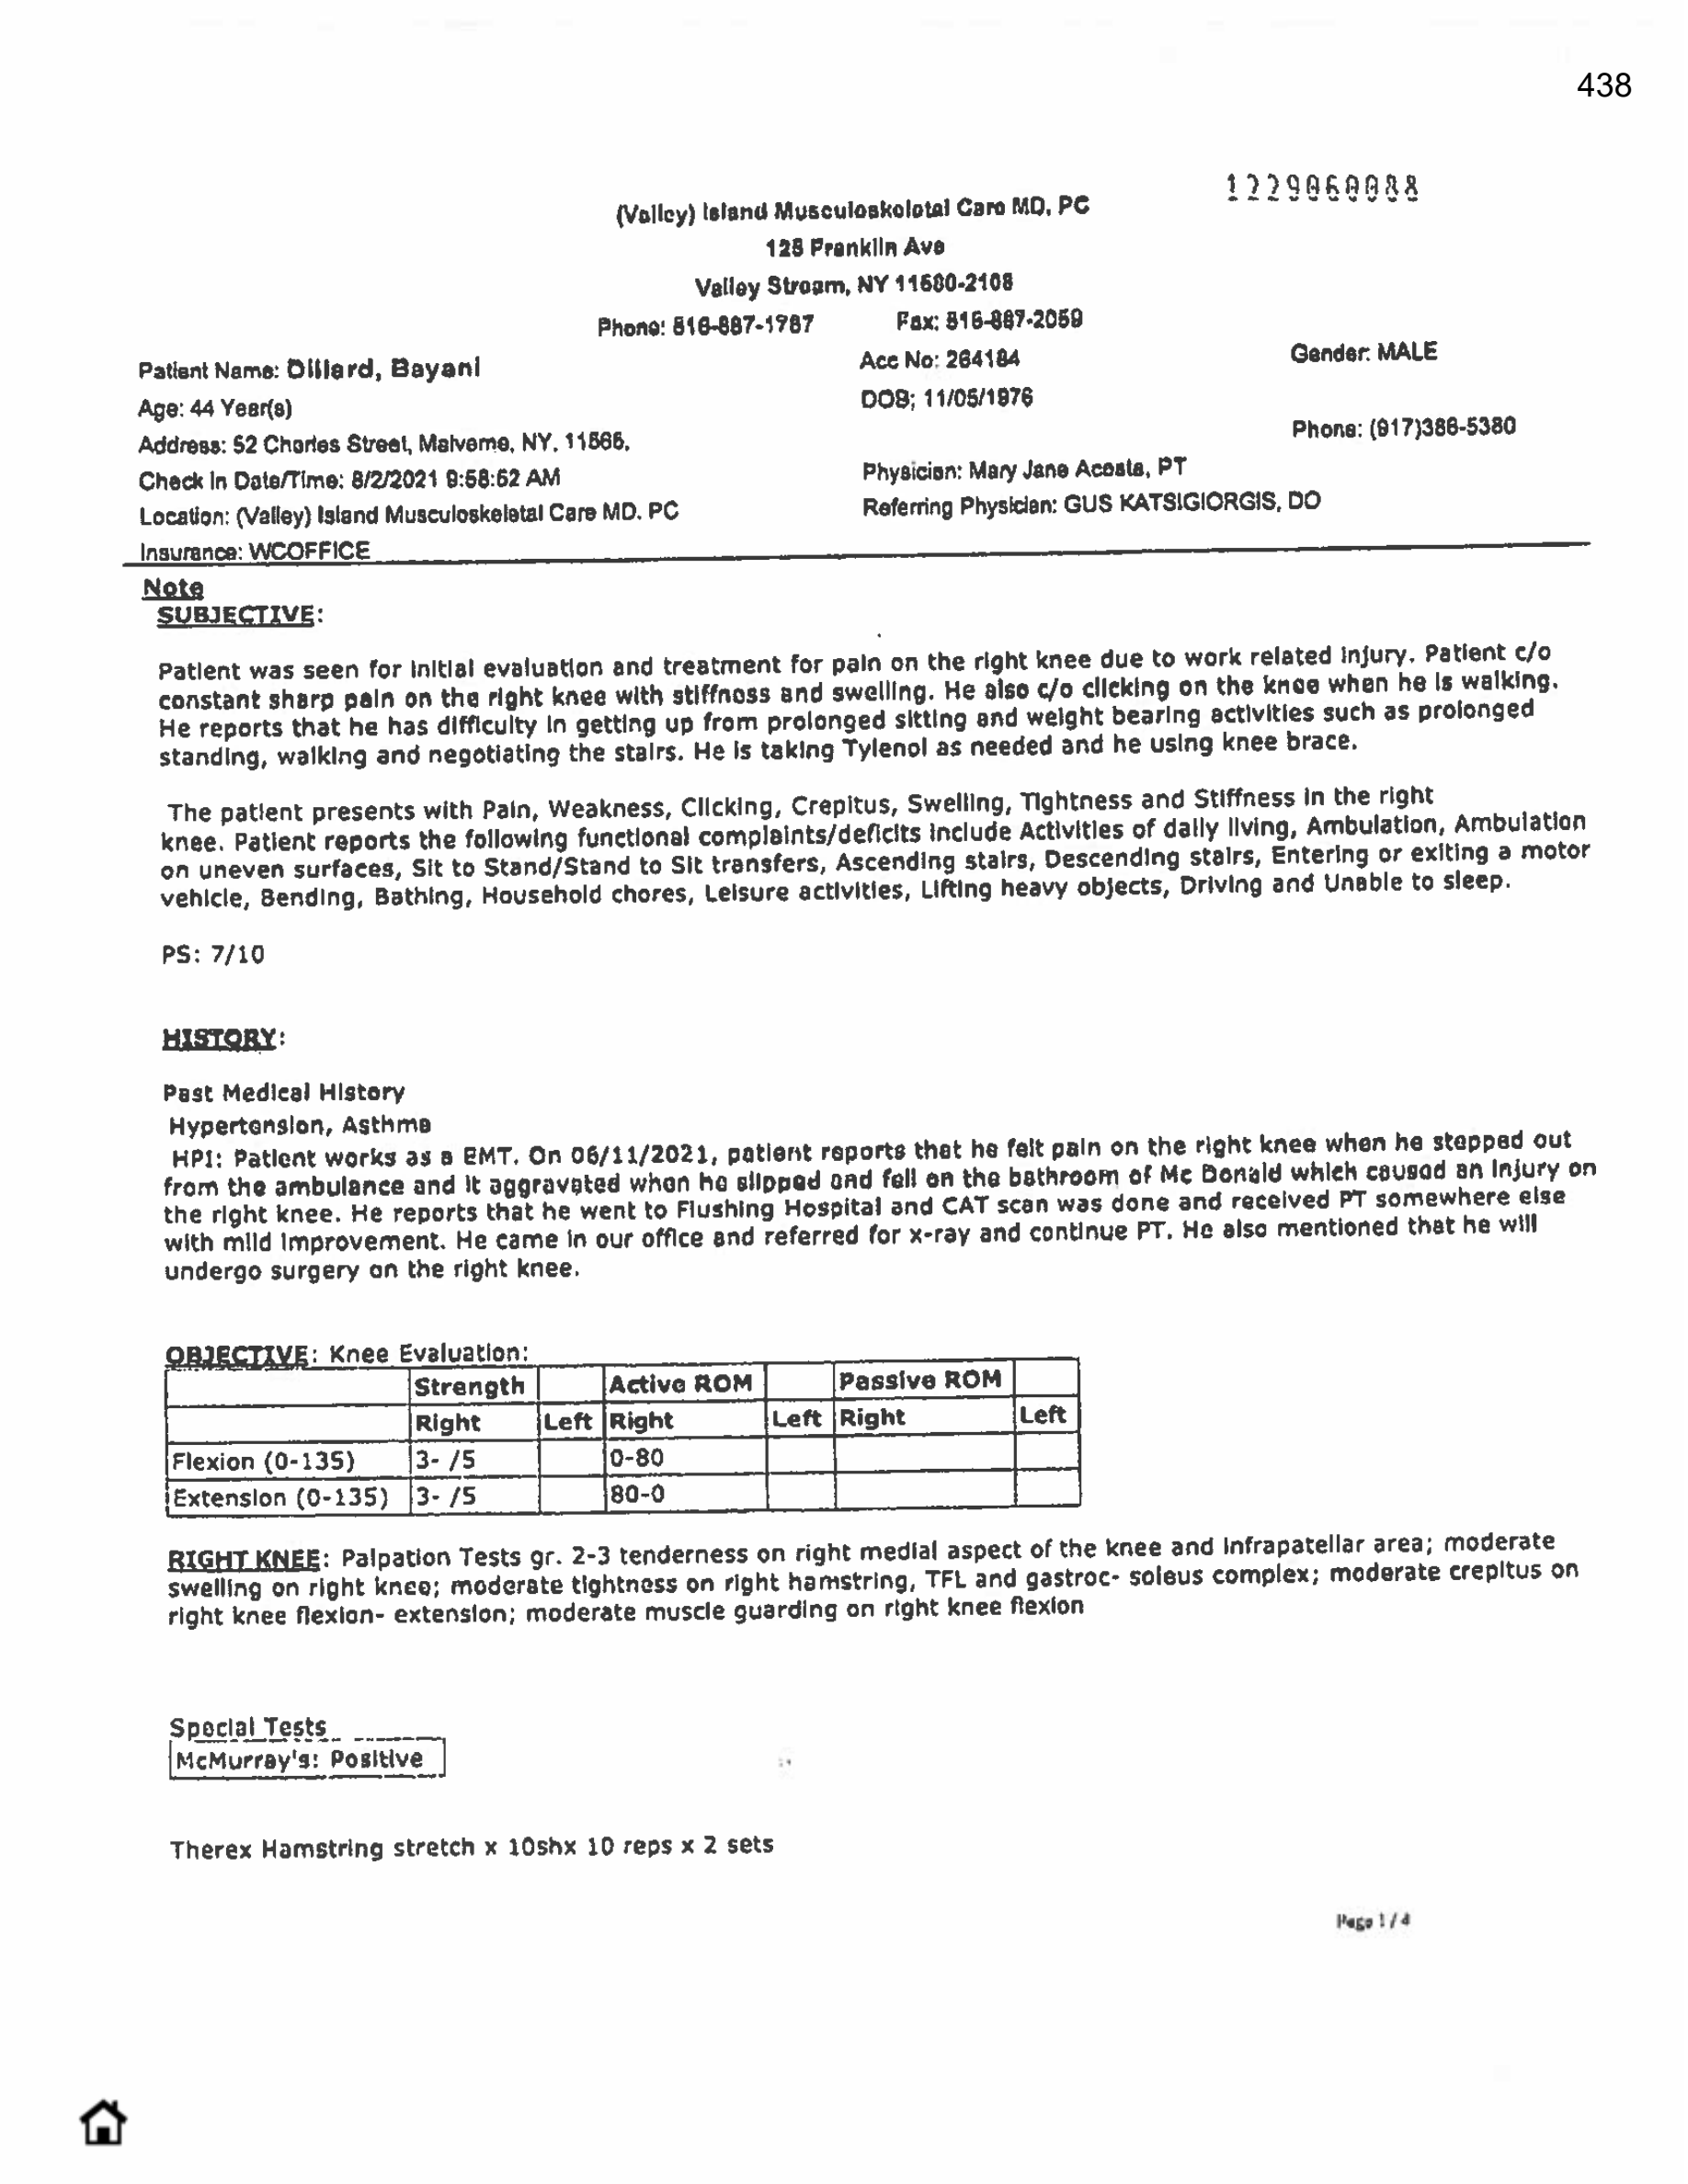 438
1229060088
(Valley) Island Musculoskeletal Care MD, PC
128 Franklin Ave
Valley Stream, NY 11580-2108
Phone: 516-887-1787 Fax: 516-887-2059
Patient Name: Dillard, Bayani Acc No: 264184 Gender: MALE
Age: 44 Year(s) DOB: 11/05/1976
Address: 52 Charles Street, Malverne, NY, 11565, Phone: (917)386-5380
Check In Date/Time: 8/2/2021 9:58:52 AM Physician: Mary Jane Acosta, PT
Location: (Valley) Island Musculoskeletal Care MD. PC Referring Physician: GUS KATSIGIORGIS, DO
Insurance: WCOFFICE
Note
SUBJECTIVE:
Patient was seen for initial evaluation and treatment for pain on the right knee due to work related injury. Patient c/o
constant sharp pain on the right knee with stiffness and swelling. He also c/o clicking on the knee when he is walking.
He reports that he has difficulty in getting up from prolonged sitting and weight bearing activities such as prolonged
standing, walking and negotiating the stairs. He is taking Tylenol as needed and he using knee brace.
The patient presents with Pain, Weakness, Clicking, Crepitus, Swelling, Tightness and Stiffness in the right
knee. Patient reports the following functional complaints/deficits include Activities of daily living, Ambulation, Ambulation
on uneven surfaces, Sit to Stand/Stand to Sit transfers, Ascending stairs, Descending stairs, Entering or exiting a motor
vehicle, Bending, Bathing, Household chores, Leisure activities, Lifting heavy objects, Driving and Unable to sleep.
PS: 7/10
HISTORY:
Past Medical History
Hypertension, Asthma
HPI: Patient works as a EMT. On 06/11/2021, patient reports that he felt pain on the right knee when he stepped out
from the ambulance and it aggravated when he slipped and fell on the bathroom of Mc Donald which caused an injury on
the right knee. He reports that he went to Flushing Hospital and CAT scan was done and received PT somewhere else
with mild improvement. He came in our office and referred for x-ray and continue PT. He also mentioned that he will
undergo surgery on the right knee.
OBJECTIVE: Knee Evaluation:
Strength Active ROM Passive ROM
Right Left Right Left Right Left
Flexion (0-135) 3- /5 0-80
Extension (0-135) 3- /5 80-0
RIGHT KNEE: Palpation Tests gr. 2-3 tenderness on right medial aspect of the knee and infrapatellar area; moderate
swelling on right knee; moderate tightness on right hamstring, TFL and gastroc- soleus complex; moderate crepitus on
right knee flexion- extension; moderate muscle guarding on right knee flexion
Special Tests
McMurray's: Positive
Therex Hamstring stretch x 10shx 10 reps x 2 sets
Page 1 / 4